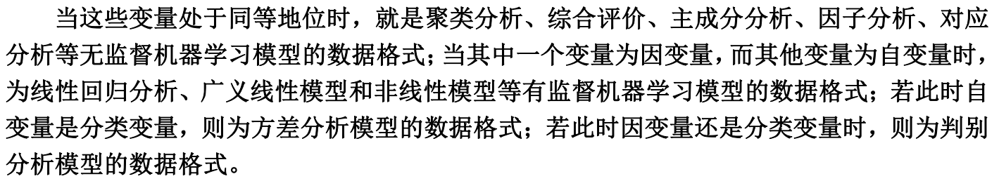 当这些变量处于同等地位时，就是聚类分析、综合评价、主成分分析、因子分析、对应
分析等无监督机器学习模型的数据格式；当其中一个变量为因变量，而其他变量为自变量时，
为线性回归分析、广义线性模型和非线性模型等有监督机器学习模型的数据格式；若此时自
变量是分类变量，则为方差分析模型的数据格式；若此时因变量还是分类变量时，则为判别
分析模型的数据格式。